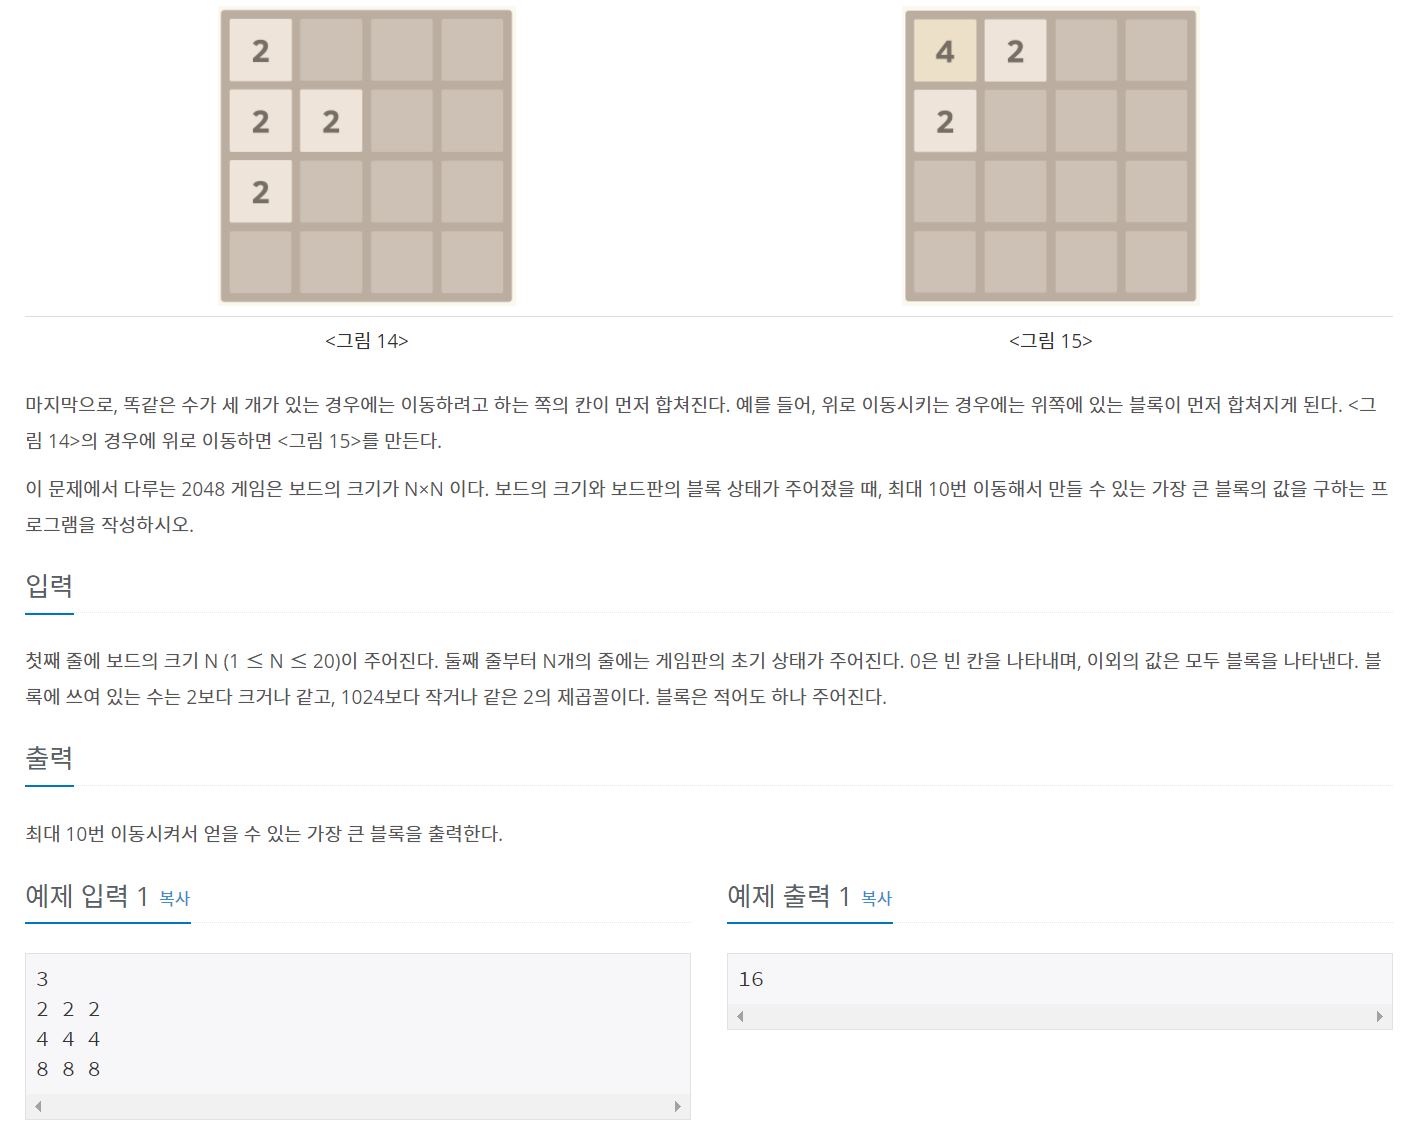 2
2 2
2
4 2
2
<그림 14>
<그림 15>
마지막으로, 똑같은 수가 세 개가 있는 경우에는 이동하려고 하는 쪽의 칸이 먼저 합쳐진다. 예를 들어, 위로 이동시키는 경우에는 위쪽에 있는 블록이 먼저 합쳐지게 된다. <그
림 14>의 경우에 위로 이동하면 <그림 15>를 만든다.
이 문제에서 다루는 2048 게임은 보드의 크기가 N×N 이다. 보드의 크기와 보드판의 블록 상태가 주어졌을 때, 최대 10번 이동해서 만들 수 있는 가장 큰 블록의 값을 구하는 프
로그램을 작성하시오.
입력
첫째 줄에 보드의 크기 N (1 ≤ N ≤ 20)이 주어진다. 둘째 줄부터 N개의 줄에는 게임판의 초기 상태가 주어진다. 0은 빈 칸을 나타내며, 이외의 값은 모두 블록을 나타낸다. 블
록에 쓰여 있는 수는 2보다 크거나 같고, 1024보다 작거나 같은 2의 제곱꼴이다. 블록은 적어도 하나 주어진다.
출력
최대 10번 이동시켜서 얻을 수 있는 가장 큰 블록을 출력한다.
예제 입력 1 복사
3
2 2 2
4 4 4
8 8 8
예제 출력 1 복사
16